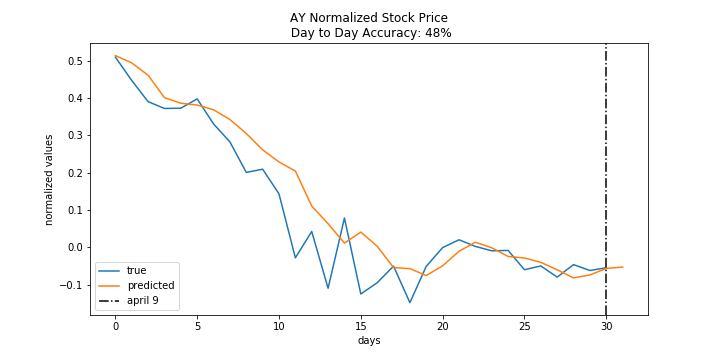 AY Normalized Stock Price
Day to Day Accuracy: 48%
normalized values
0.5
0.4
0.3
0.2
0.1
0.0
−0.1
true
predicted
april 9
0 5 10 15 20 25 30
days